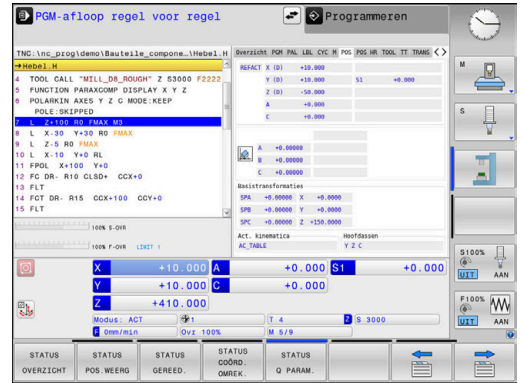 PGM-afloop regel voor regel
Programmeren
TNC:\nc_prog\demo\Bauteile_compone…\Hebel.H
→Hebel.H
4 TOOL CALL "MILL_D8_ROUGH" Z S3000 F2222
5 FUNCTION PARAXCOMP DISPLAY X Y Z
6 POLARKIN AXES Y Z C MODE:KEEP
POLE:SKIPPED
7 L Z+100 R0 FMAX M3
8 L X-30 Y+30 R0 FMAX
9 L Z-5 R0 FMAX
10 L X-10 Y+0 RL
11 FPOL X+100 Y+0
12 FC DR- R10 CLSD+ CCX+0
13 FLT
14 FCT DR- R15 CCX+100 CCY+0
15 FLT
100% S-OVR
100% F-OVR LIMIT 1
Overzicht PGM PAL LBL CYC M POS POS HR TOOL TT TRANS
REFACT X (D) +10.000
Y (D) +10.000 S1 +0.000
Z (D) -50.000
A +0.000
C +0.000
A +0.00000
B +0.00000
C +0.00000
Basistransformaties
SPA +0.00000 X +0.0000
SPB +0.00000 Y +0.0000
SPC +0.00000 Z +150.0000
Act. kinematica Hoofdassen
AC_TABLE Y Z C
X +10.000 A +0.000 S1 +0.000
Y +10.000 C +0.000
Z +410.000
Modus: ACT 1 T 4 Z S 3000
F 0mm/min Ovr 100% M 5/9
M
S
S100%
UIT AAN
F100%
UIT AAN
STATUS OVERZICHT
STATUS POS.WEERG
STATUS GEREED.
STATUS COÖRD. OMREK.
STATUS Q PARAM.